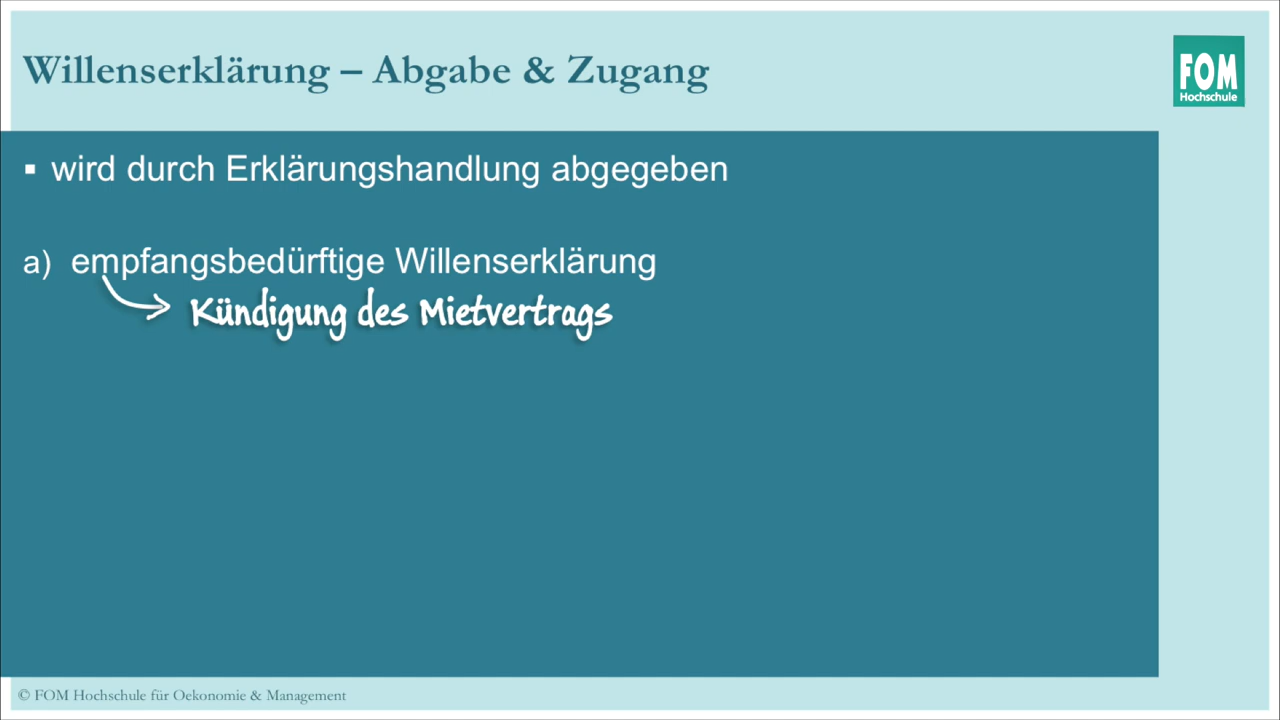 Willenserklärung – Abgabe & Zugang
FOM
Hochschule
▪ wird durch Erklärungshandlung abgegeben
a) empfangsbedürftige Willenserklärung
Kündigung des Mietvertrags
© FOM Hochschule für Oekonomie & Management